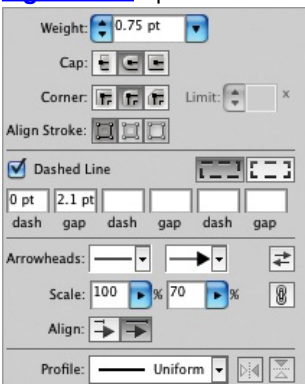 Weight: 0.75 pt
Cap:
Corner: Limit: x
Align Stroke:
Dashed Line
0 pt 2.1 pt
dash gap dash gap dash gap
Arrowheads:
Scale: 100 % 70 %
Align:
Profile: Uniform